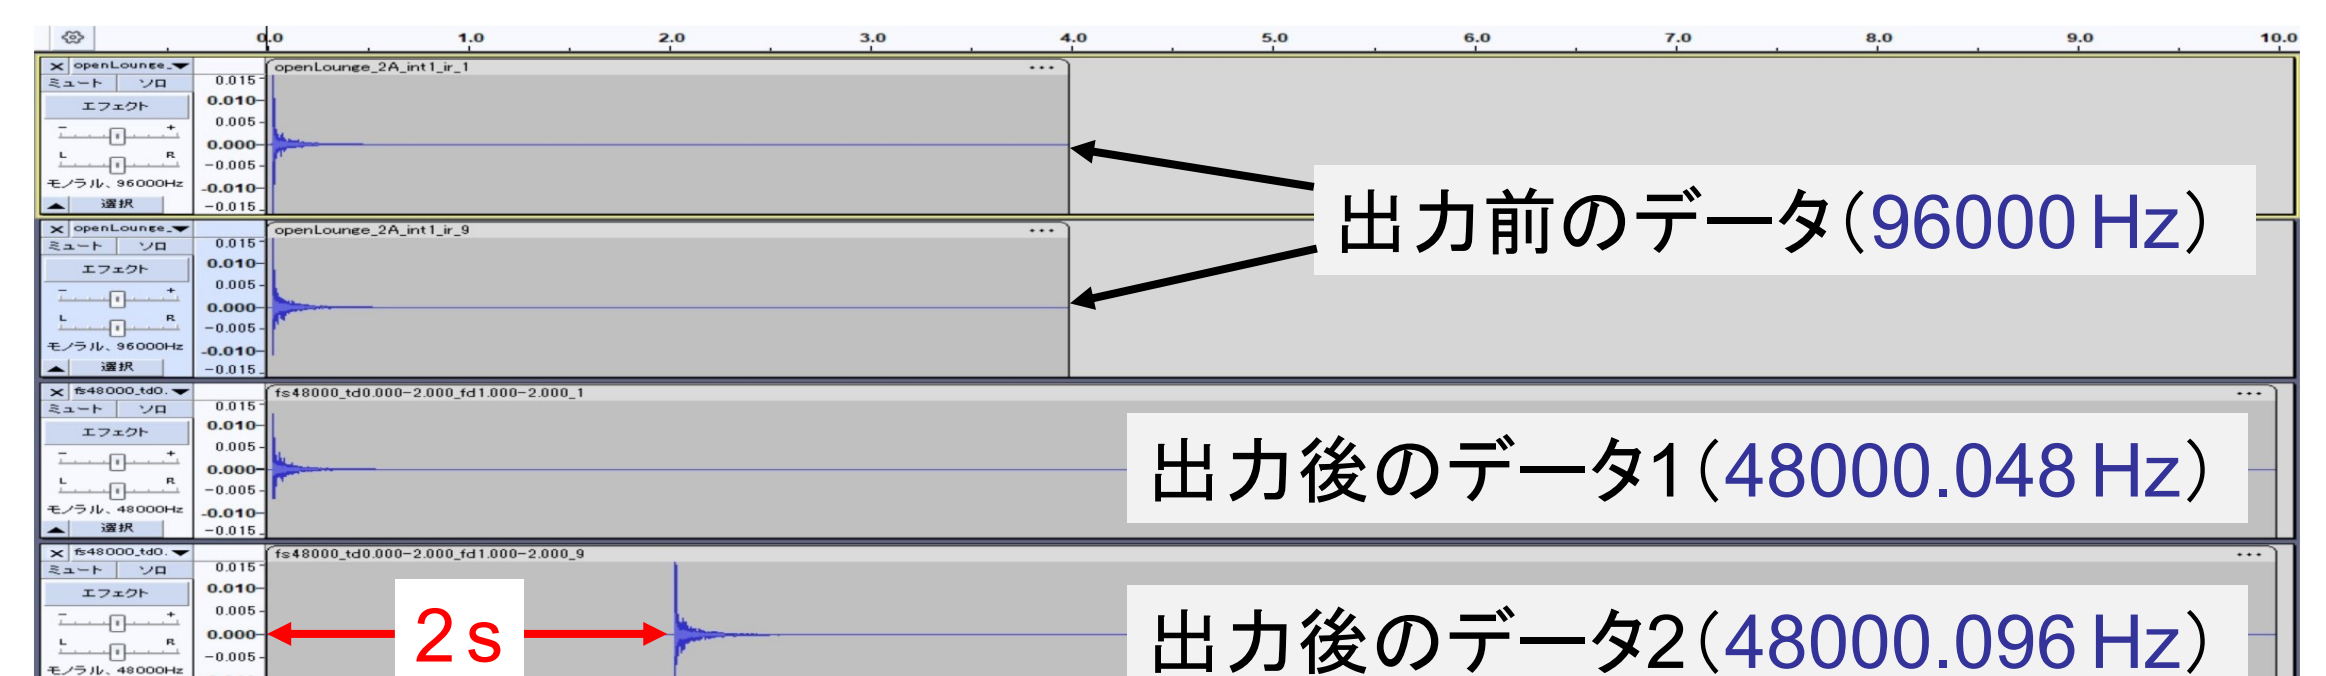 0.0 1.0 2.0 3.0 4.0 5.0 6.0 7.0 8.0 9.0 10.0
× openLounge_▼
ミュート ソロ
エフェクト
- +
L R
モノラル、96000Hz
▲ 選択
0.015
0.010
0.005
0.000
-0.005
-0.010
-0.015
openLounge_2A_int1_ir_1 ...
出力前のデータ(96000 Hz)
× openLounge_▼
ミュート ソロ
エフェクト
- +
L R
モノラル、96000Hz
▲ 選択
0.015
0.010
0.005
0.000
-0.005
-0.010
-0.015
openLounge_2A_int1_ir_9 ...
× fs48000_td0. ▼
ミュート ソロ
エフェクト
- +
L R
モノラル、48000Hz
▲ 選択
0.015
0.010
0.005
0.000
-0.005
-0.010
-0.015
fs48000_td0.000-2.000_fd1.000-2.000_1 ...
出力後のデータ1(48000.048 Hz)
× fs48000_td0. ▼
ミュート ソロ
エフェクト
- +
L R
モノラル、48000Hz
0.015
0.010
0.005
0.000
-0.005
fs48000_td0.000-2.000_fd1.000-2.000_9 ...
2 s
出力後のデータ2(48000.096 Hz)